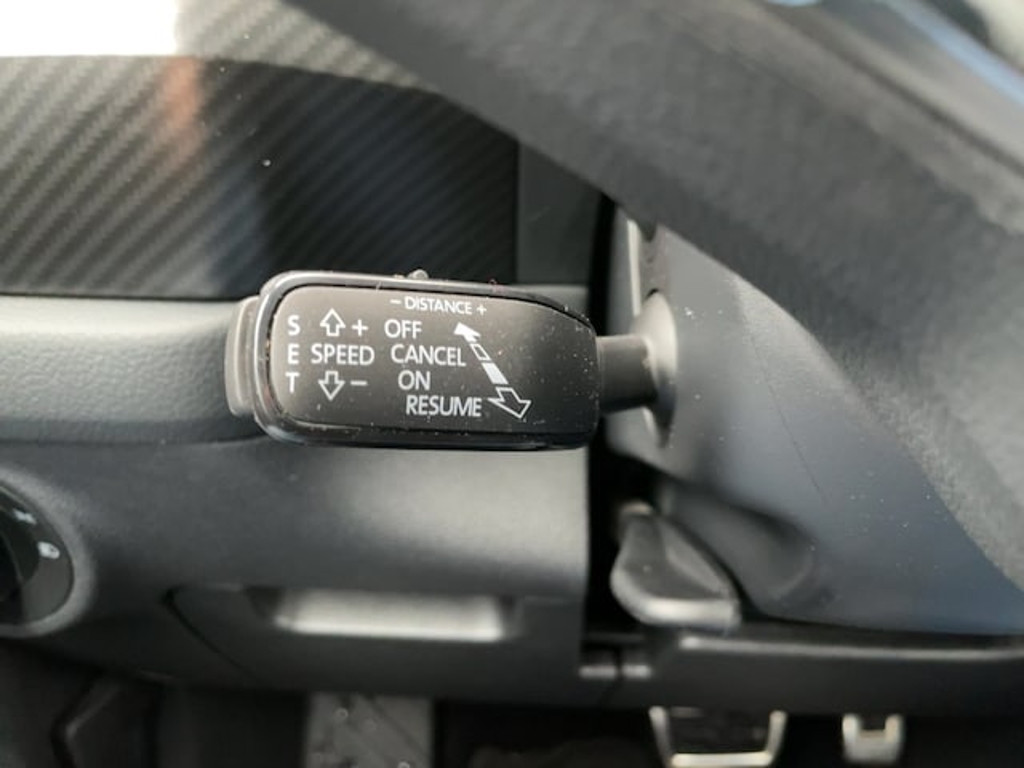 - DISTANCE +
S + OFF
E SPEED CANCEL
T - ON
RESUME